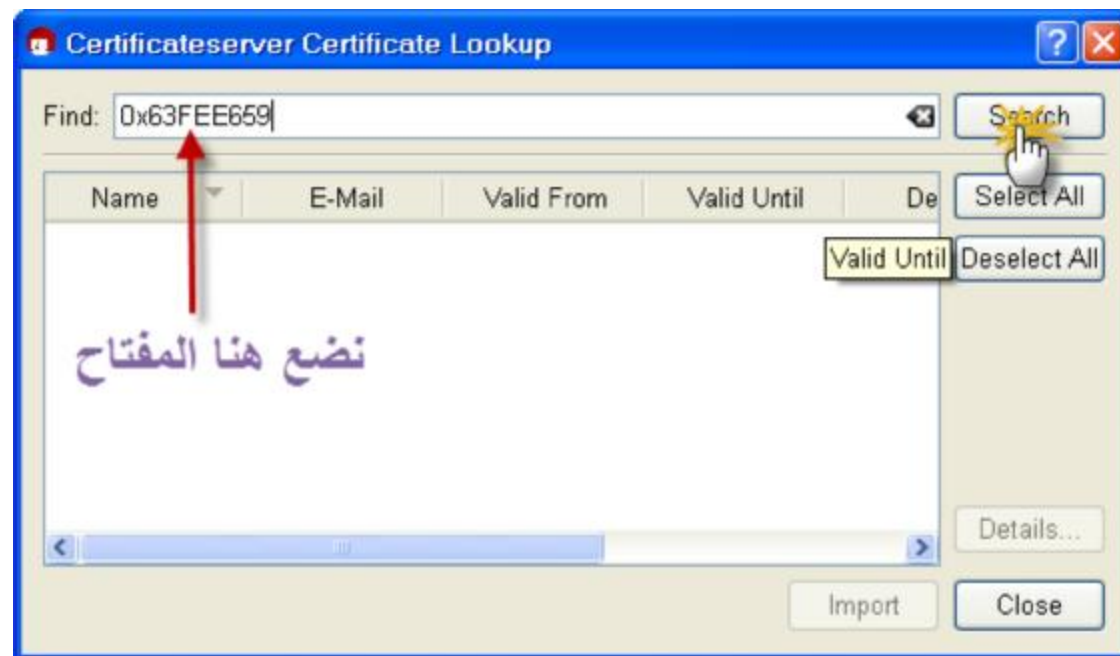 Certificateserver Certificate Lookup
Find: 0x63FEE659 Search
Name E-Mail Valid From Valid Until De Select All
Valid Until Deselect All
نضع هنا المفتاح
Details...
Import Close